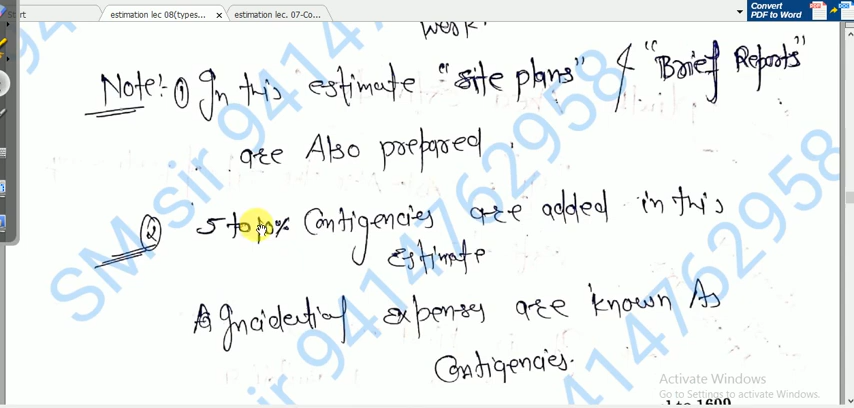 Start
estimation lec 08(types...
estimation lec. 07-Co...
Convert
PDF to Word
work.
Note:- ① In this estimate "Site plans" & "Brief Reports"
are Also prepared.
② 5 to 10% Contigencies are added in this
estimate
Incidential expenses are known As
Contigencies.
SM sir 9414762958
Activate Windows
Go to Settings to activate Windows.